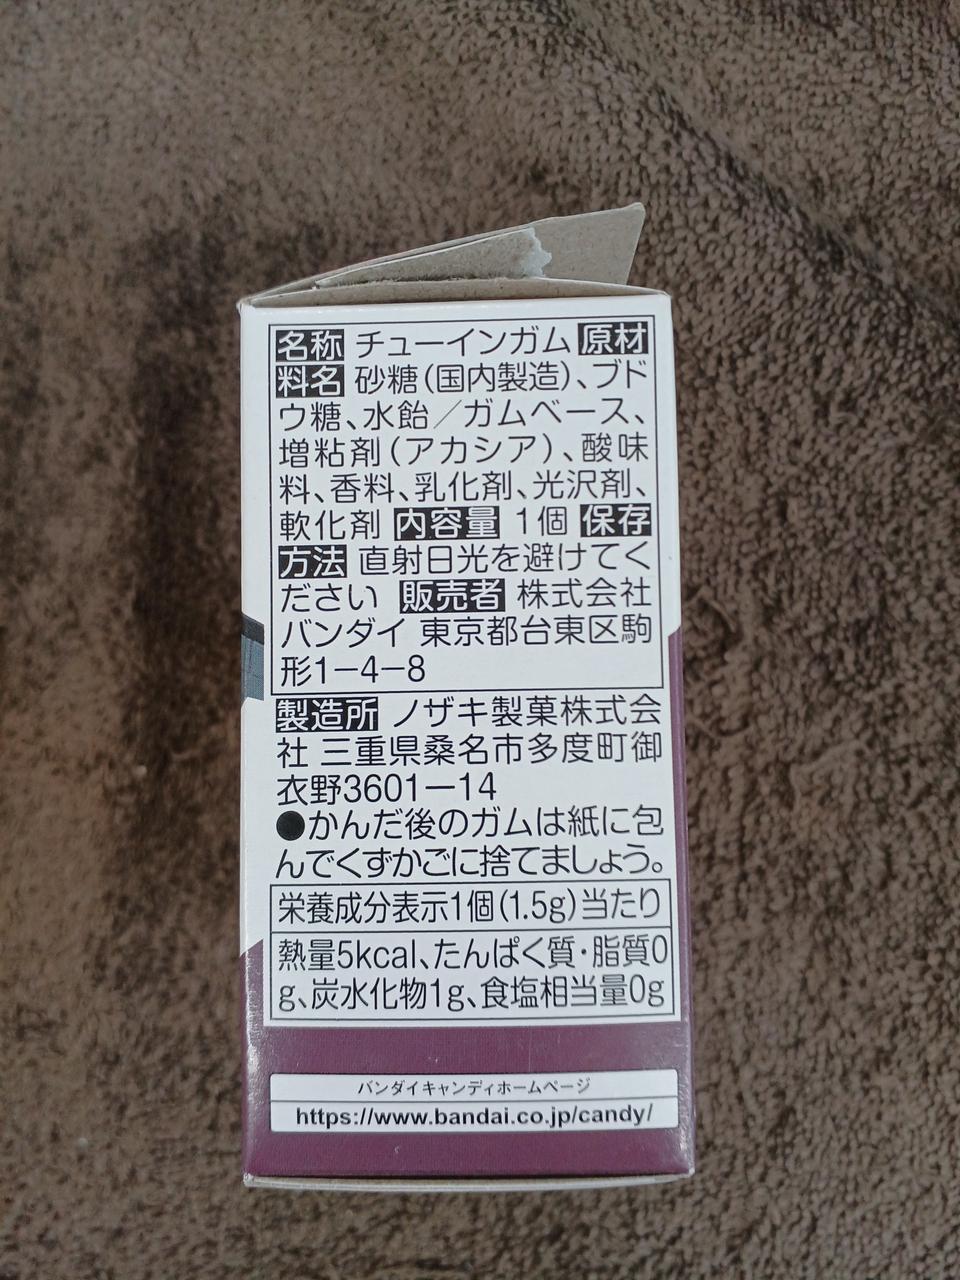 名称 チューインガム 原材
料名 砂糖(国内製造)、ブド
ウ糖、水飴／ガムベース、
増粘剤(アカシア)、酸味
料、香料、乳化剤、光沢剤、
軟化剤 内容量 1個 保存
方法 直射日光を避けてく
ださい 販売者 株式会社
バンダイ 東京都台東区駒
形1−4−8
製造所 ノザキ製菓株式会
社 三重県桑名市多度町御
衣野3601−14
●かんだ後のガムは紙に包
んでくずかごに捨てましょう。
栄養成分表示1個(1.5g)当たり
熱量5kcal、たんぱく質・脂質0
g、炭水化物1g、食塩相当量0g
バンダイキャンディホームページ
https://www.bandai.co.jp/candy/